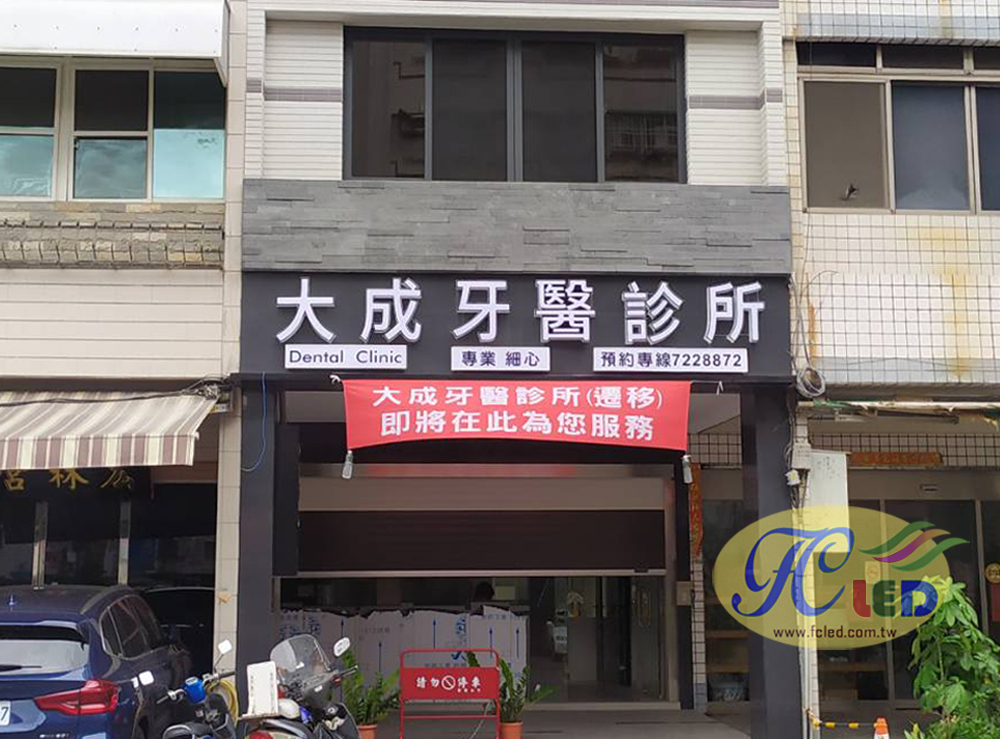 大成牙醫診所
Dental Clinic
專業 細心
預約專線7228872
大成牙醫診所(遷移)
即將在此為您服務
請勿停車
FC LED
www.fcled.com.tw